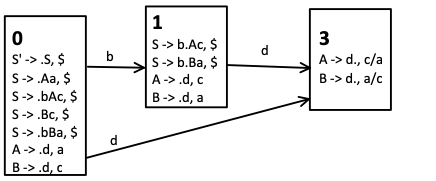 0
S' -> .S, $
S -> .Aa, $
S -> .bAc, $
S -> .Bc, $
S -> .bBa, $
A -> .d, a
B -> .d, c
b
1
S -> b.Ac, $
S -> b.Ba, $
A -> .d, c
B -> .d, a
d
d
3
A -> d., c/a
B -> d., a/c